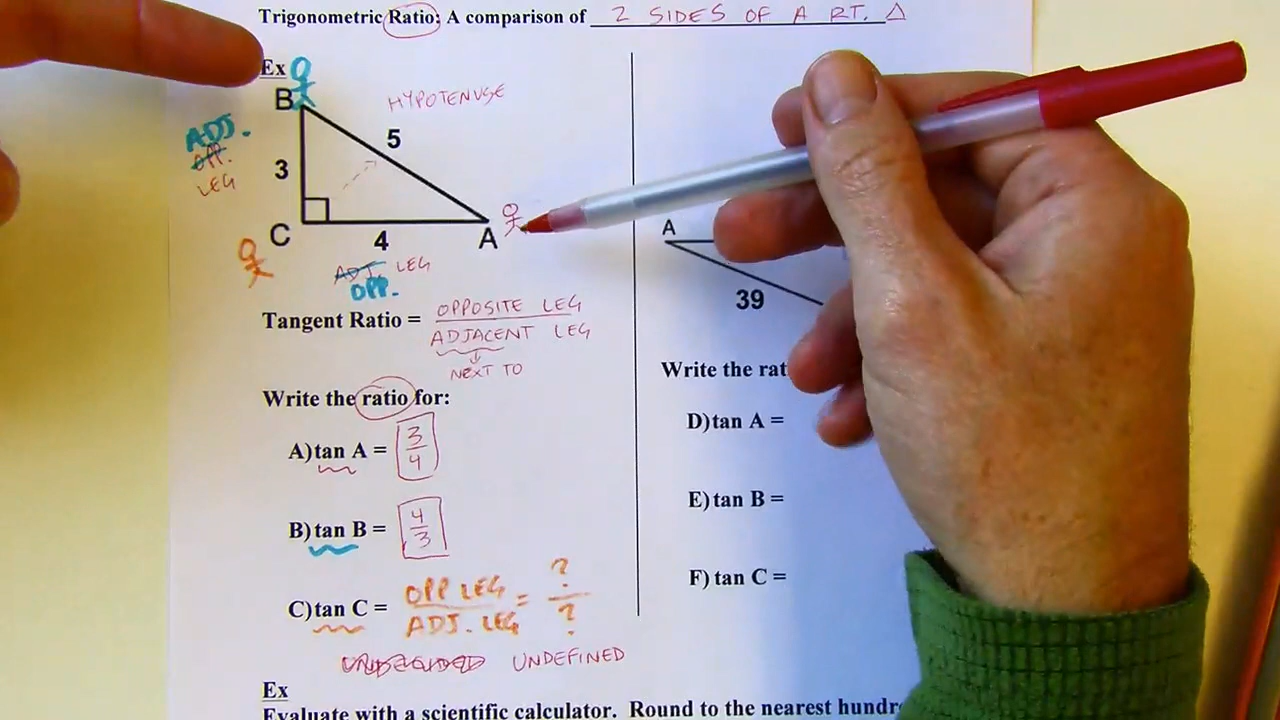 Trigonometric Ratio: A comparison of 2 SIDES OF A RT. △
Ex
B
HYPOTENUSE
ADJ.
OPP.
LEG
3
5
C
4
A
ADJ. LEG
OPP.
Tangent Ratio = OPPOSITE LEG
ADJACENT LEG
NEXT TO
Write the ratio for:
A) tan A = 3
4
B) tan B = 4
3
C) tan C = OPP LEG = ?
ADJ. LEG ?
UNDEFINED
A
39
Write the rat
D) tan A =
E) tan B =
F) tan C =
Ex
Evaluate with a scientific calculator. Round to the nearest hundr